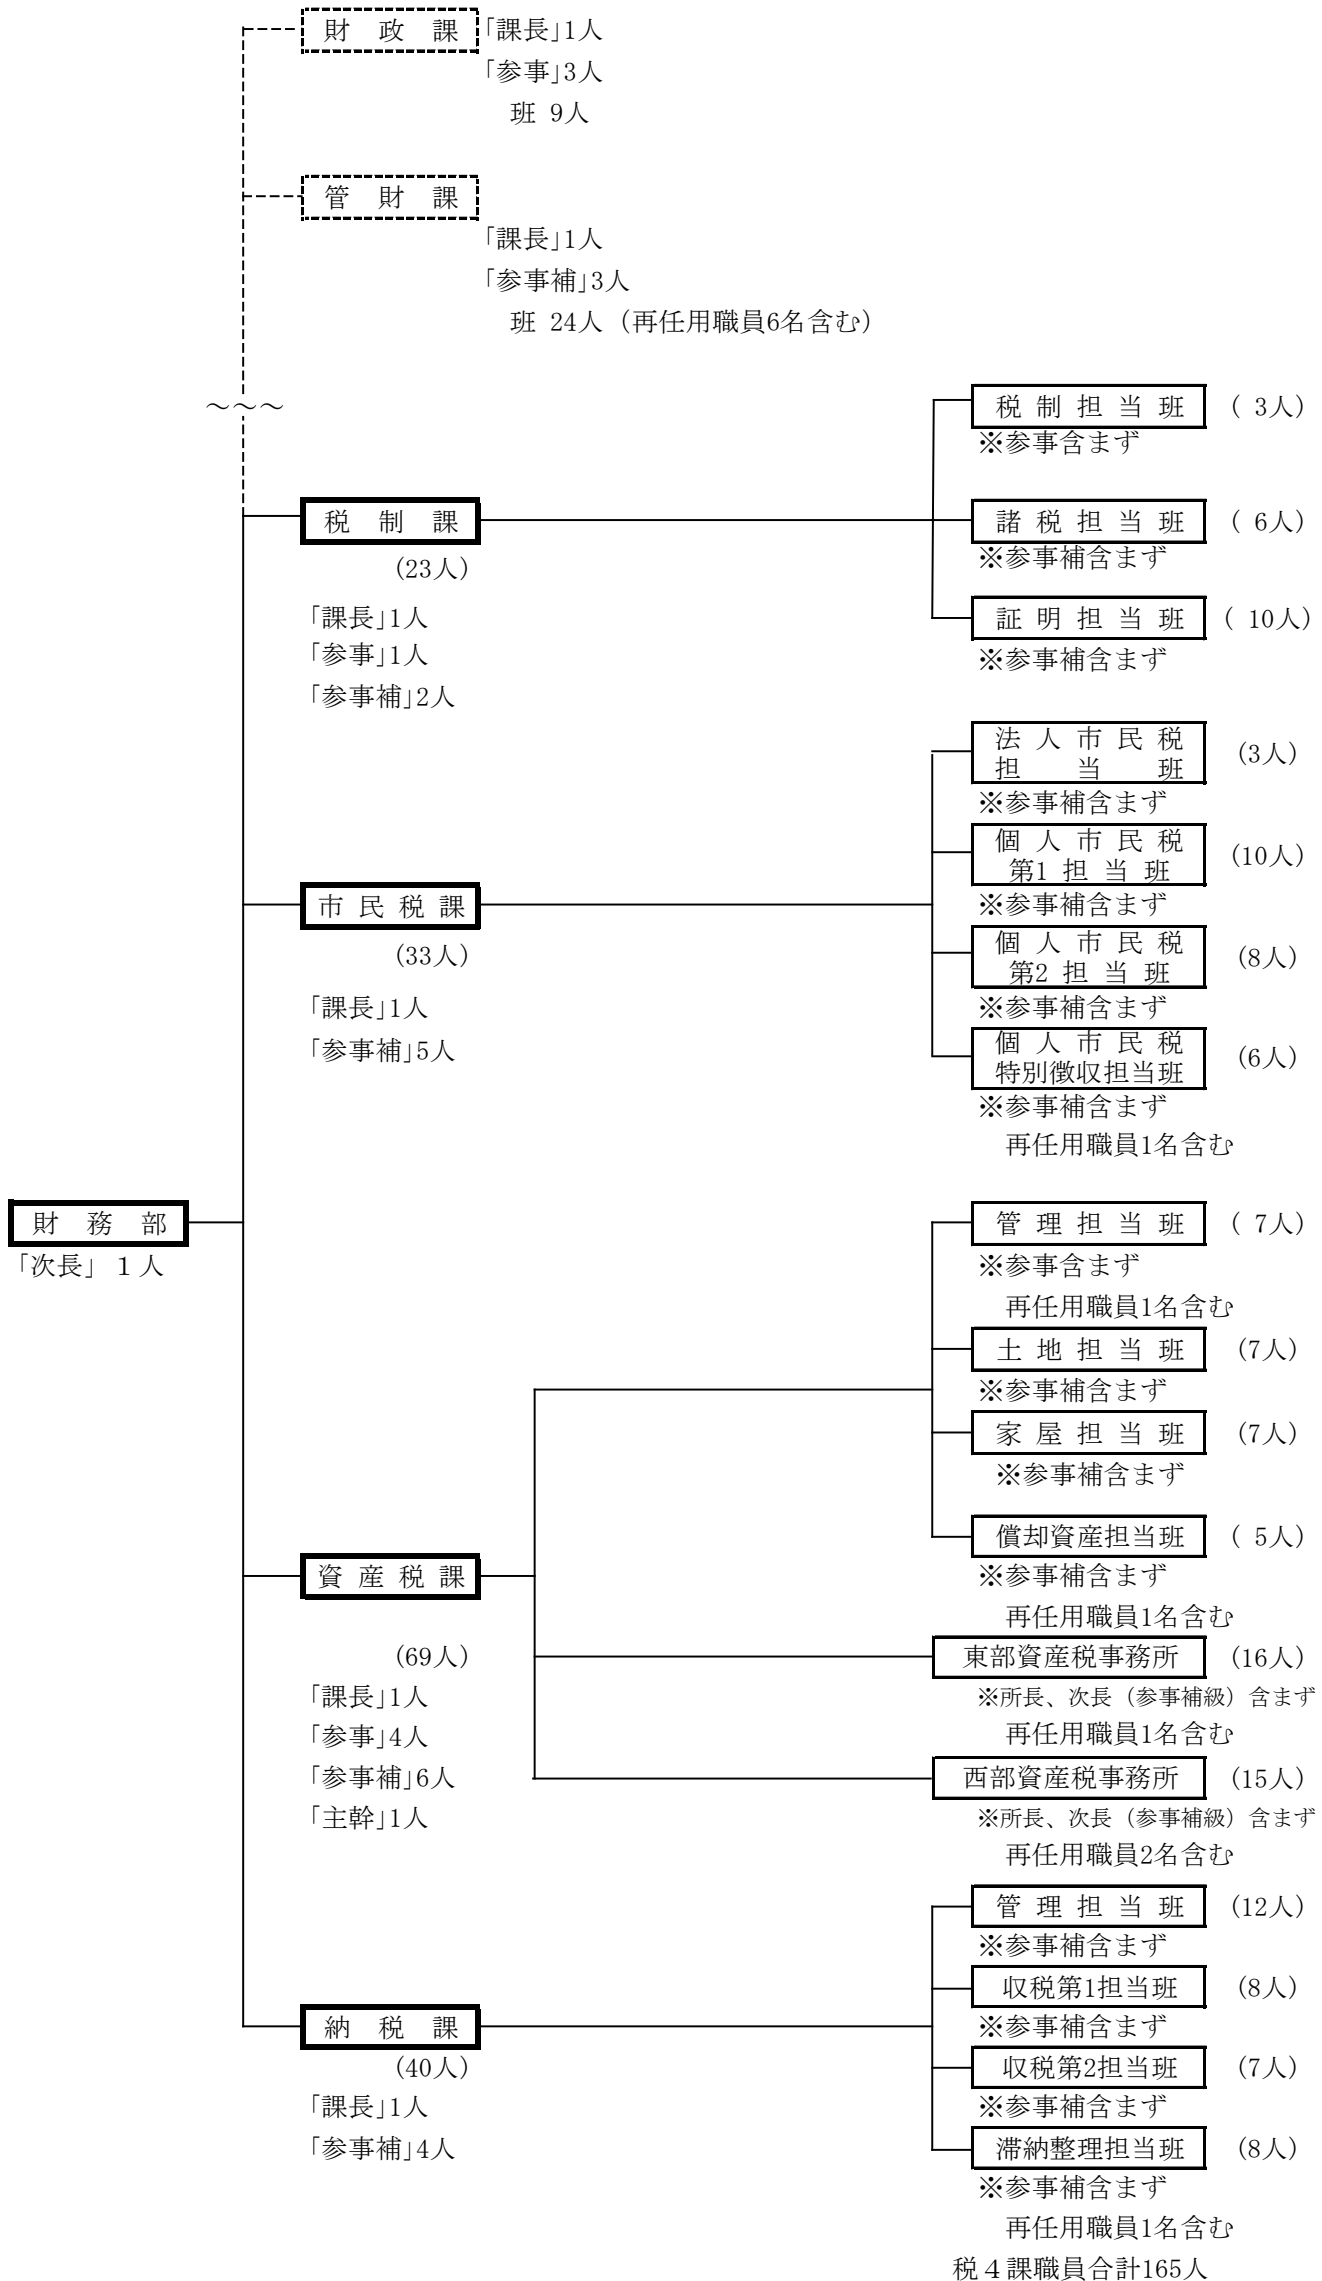 財政課
「課長」1人
「参事」3人
班 9人
管財課
「課長」1人
「参事補」3人
班 24人（再任用職員6名含む）
～～～
税制担当班 ( 3人)
※参事含まず
税制課
諸税担当班 ( 6人)
※参事補含まず
(23人)
「課長」1人
「参事」1人
「参事補」2人
証明担当班 ( 10人)
※参事補含まず
法人市民税
担当班
(3人)
※参事補含まず
個人市民税
第1担当班
(10人)
※参事補含まず
市民税課
(33人)
「課長」1人
「参事補」5人
個人市民税
第2担当班
(8人)
※参事補含まず
個人市民税
特別徴収担当班
(6人)
※参事補含まず
再任用職員1名含む
財務部
「次長」 １人
管理担当班 ( 7人)
※参事含まず
再任用職員1名含む
土地担当班 (7人)
※参事補含まず
家屋担当班 (7人)
※参事補含まず
償却資産担当班 ( 5人)
※参事補含まず
再任用職員1名含む
資産税課
(69人)
「課長」1人
「参事」4人
「参事補」6人
「主幹」1人
東部資産税事務所 (16人)
※所長、次長（参事補級）含まず
再任用職員1名含む
西部資産税事務所 (15人)
※所長、次長（参事補級）含まず
再任用職員2名含む
管理担当班 (12人)
※参事補含まず
収税第1担当班 (8人)
※参事補含まず
納税課
(40人)
「課長」1人
「参事補」4人
収税第2担当班 (7人)
※参事補含まず
滞納整理担当班 (8人)
※参事補含まず
再任用職員1名含む
税４課職員合計165人